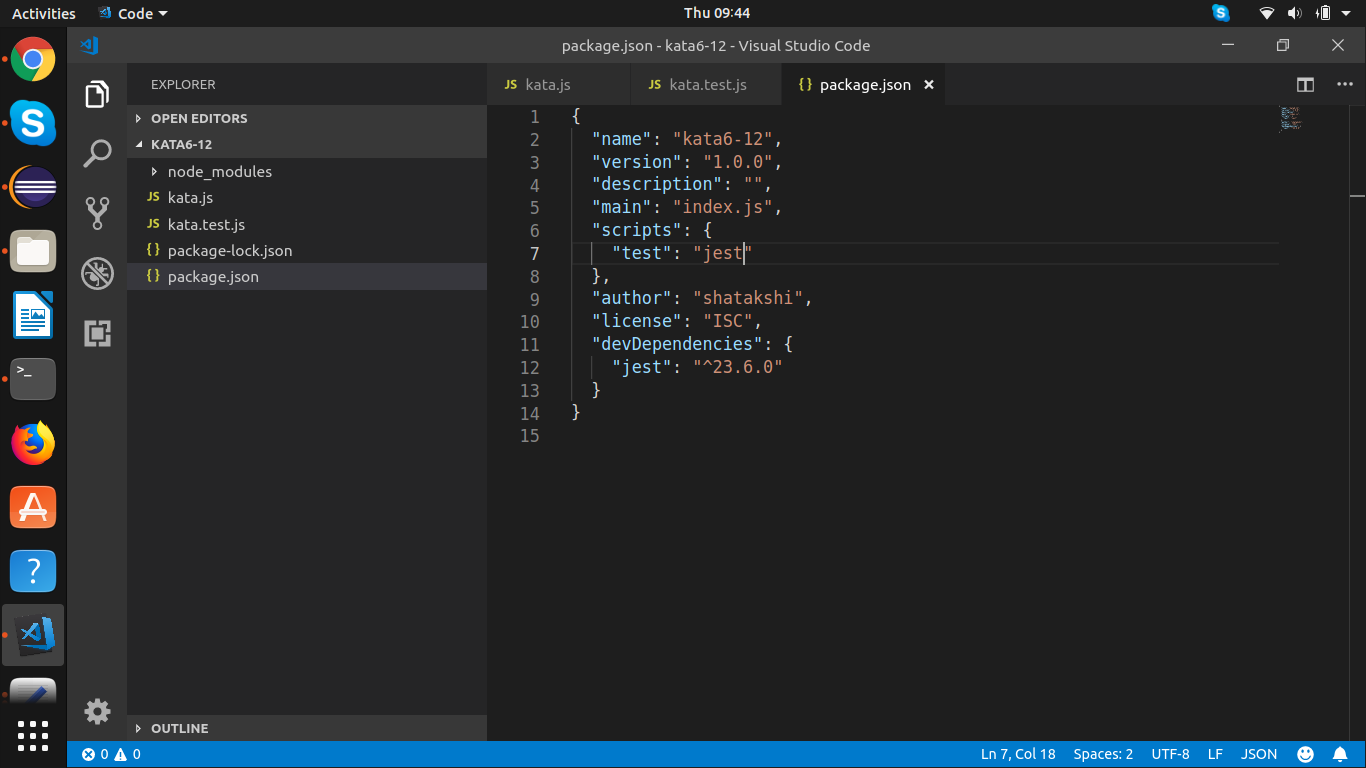 Activities Code Thu 09:44
package.json - kata6-12 - Visual Studio Code
EXPLORER
OPEN EDITORS
KATA6-12
node_modules
JS kata.js
JS kata.test.js
{} package-lock.json
{} package.json
OUTLINE
JS kata.js JS kata.test.js {} package.json
1 {
2 "name": "kata6-12",
3 "version": "1.0.0",
4 "description": "",
5 "main": "index.js",
6 "scripts": {
7 "test": "jest"
8 },
9 "author": "shatakshi",
10 "license": "ISC",
11 "devDependencies": {
12 "jest": "^23.6.0"
13 }
14 }
15
0 0 Ln 7, Col 18 Spaces: 2 UTF-8 LF JSON